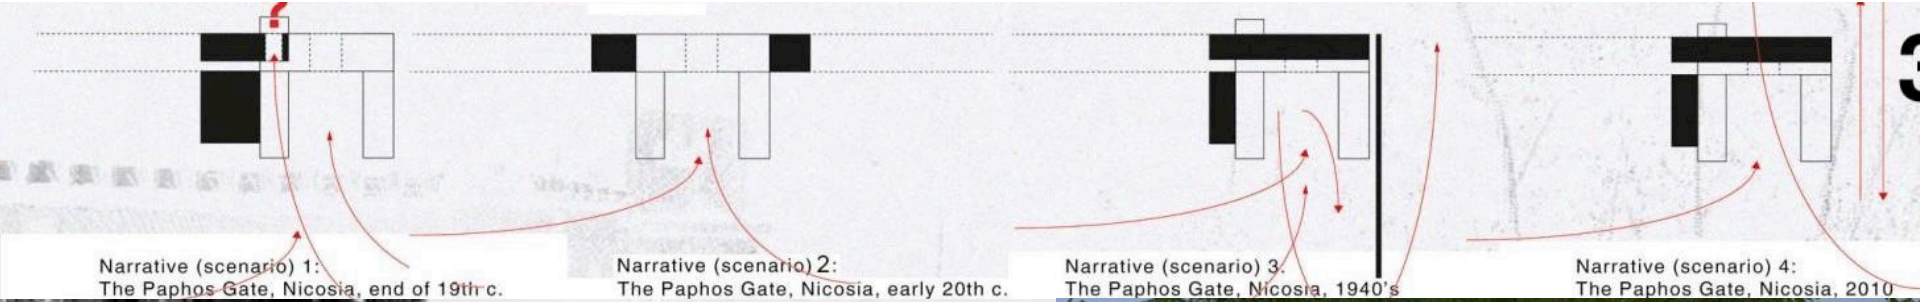 Narrative (scenario) 1:
The Paphos Gate, Nicosia, end of 19th c.
Narrative (scenario) 2:
The Paphos Gate, Nicosia, early 20th c.
Narrative (scenario) 3.
The Paphos Gate, Nicosia, 1940's
Narrative (scenario) 4:
The Paphos Gate, Nicosia, 2010